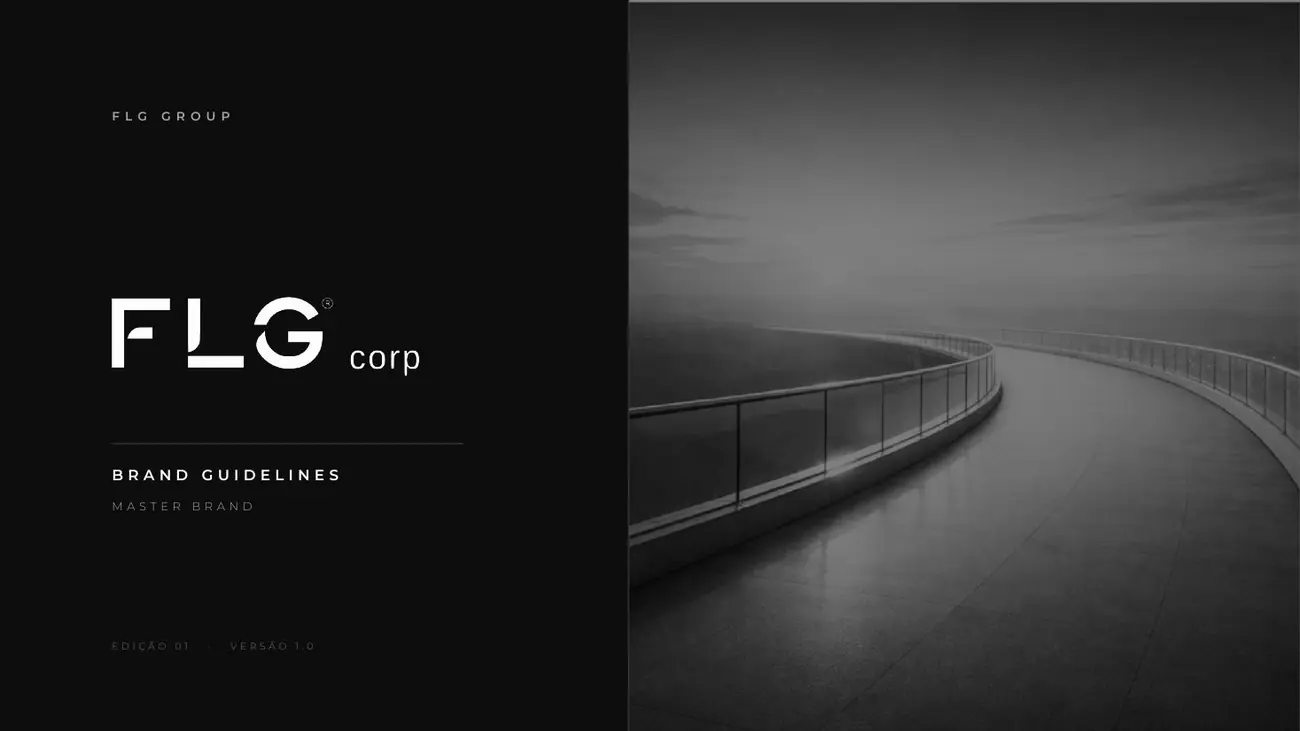 FLG GROUP
FLG® corp
BRAND GUIDELINES
MASTER BRAND
EDIÇÃO 01 · VERSÃO 1.0